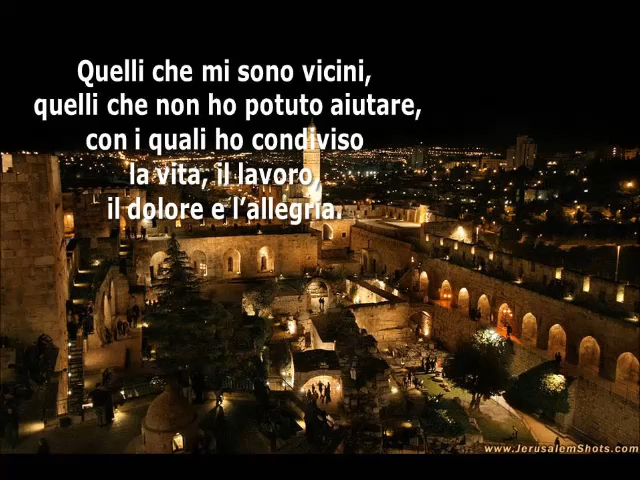 Quelli che mi sono vicini,
quelli che non ho potuto aiutare,
con i quali ho condiviso
la vita, il lavoro,
il dolore e l’allegria.
www.JerusalemShots.com